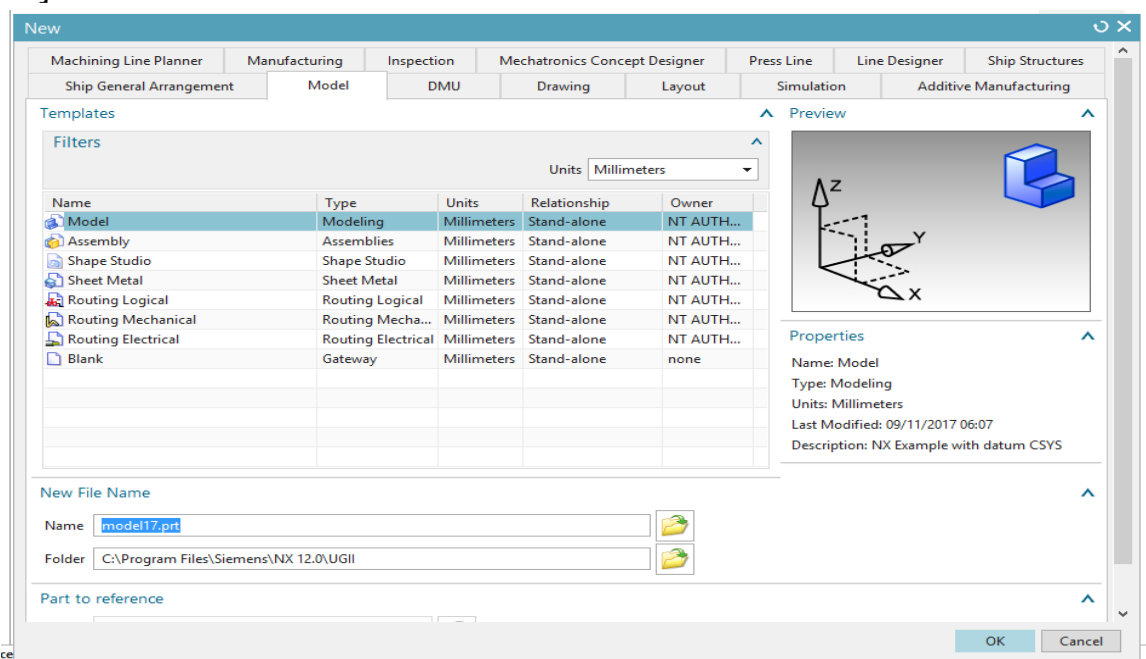 New
Machining Line Planner Manufacturing Inspection Mechatronics Concept Designer Press Line Line Designer Ship Structures
Ship General Arrangement Model DMU Drawing Layout Simulation Additive Manufacturing
Templates
Filters
Units Millimeters
Name Type Units Relationship Owner
Model Modeling Millimeters Stand-alone NT AUTH...
Assembly Assemblies Millimeters Stand-alone NT AUTH...
Shape Studio Shape Studio Millimeters Stand-alone NT AUTH...
Sheet Metal Sheet Metal Millimeters Stand-alone NT AUTH...
Routing Logical Routing Logical Millimeters Stand-alone NT AUTH...
Routing Mechanical Routing Mecha... Millimeters Stand-alone NT AUTH...
Routing Electrical Routing Electrical Millimeters Stand-alone NT AUTH...
Blank Gateway Millimeters Stand-alone none
Preview
Z
Y
X
Properties
Name: Model
Type: Modeling
Units: Millimeters
Last Modified: 09/11/2017 06:07
Description: NX Example with datum CSYS
New File Name
Name model17.prt
Folder C:\Program Files\Siemens\NX 12.0\UGII
Part to reference
OK Cancel
ce